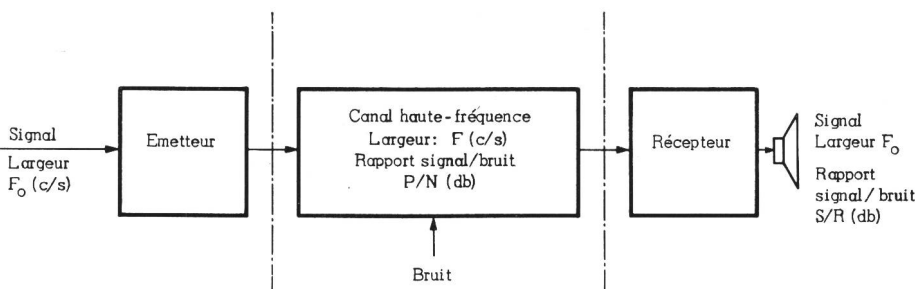 Signal
Largeur
F₀ (c/s)
Emetteur
Canal haute-fréquence
Largeur: F (c/s)
Rapport signal/bruit
P/N (db)
Bruit
Récepteur
Signal
Largeur F₀
Rapport
signal/bruit
S/R (db)